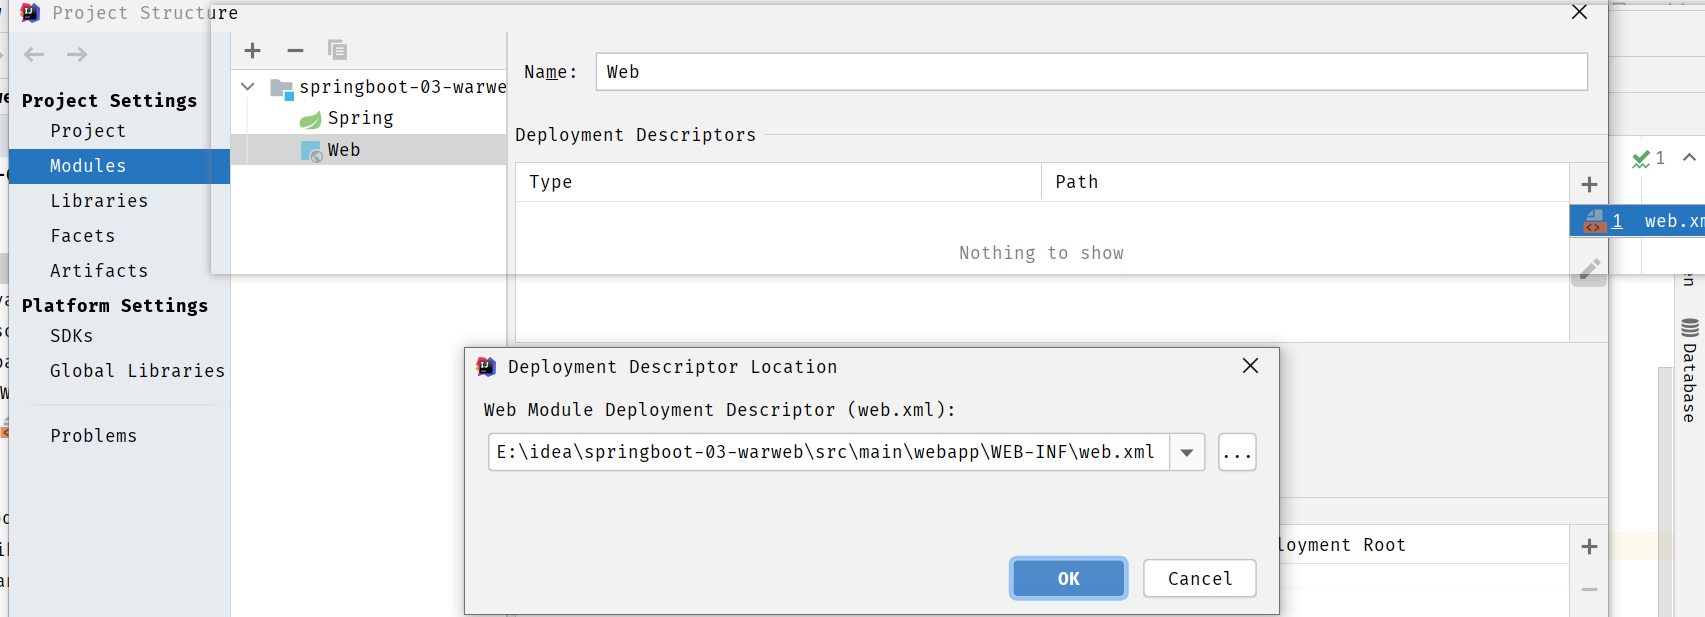 Project Structure
Project Settings
Project
Modules
Libraries
Facets
Artifacts
Platform Settings
SDKs
Global Libraries
Problems
springboot-03-warwe
Spring
Web
Name: Web
Deployment Descriptors
Type Path
Nothing to show
1 web.xm
1
Database
Deployment Descriptor Location
Web Module Deployment Descriptor (web.xml):
E:\idea\springboot-03-warweb\src\main\webapp\WEB-INF\web.xml
...
OK Cancel
loyment Root